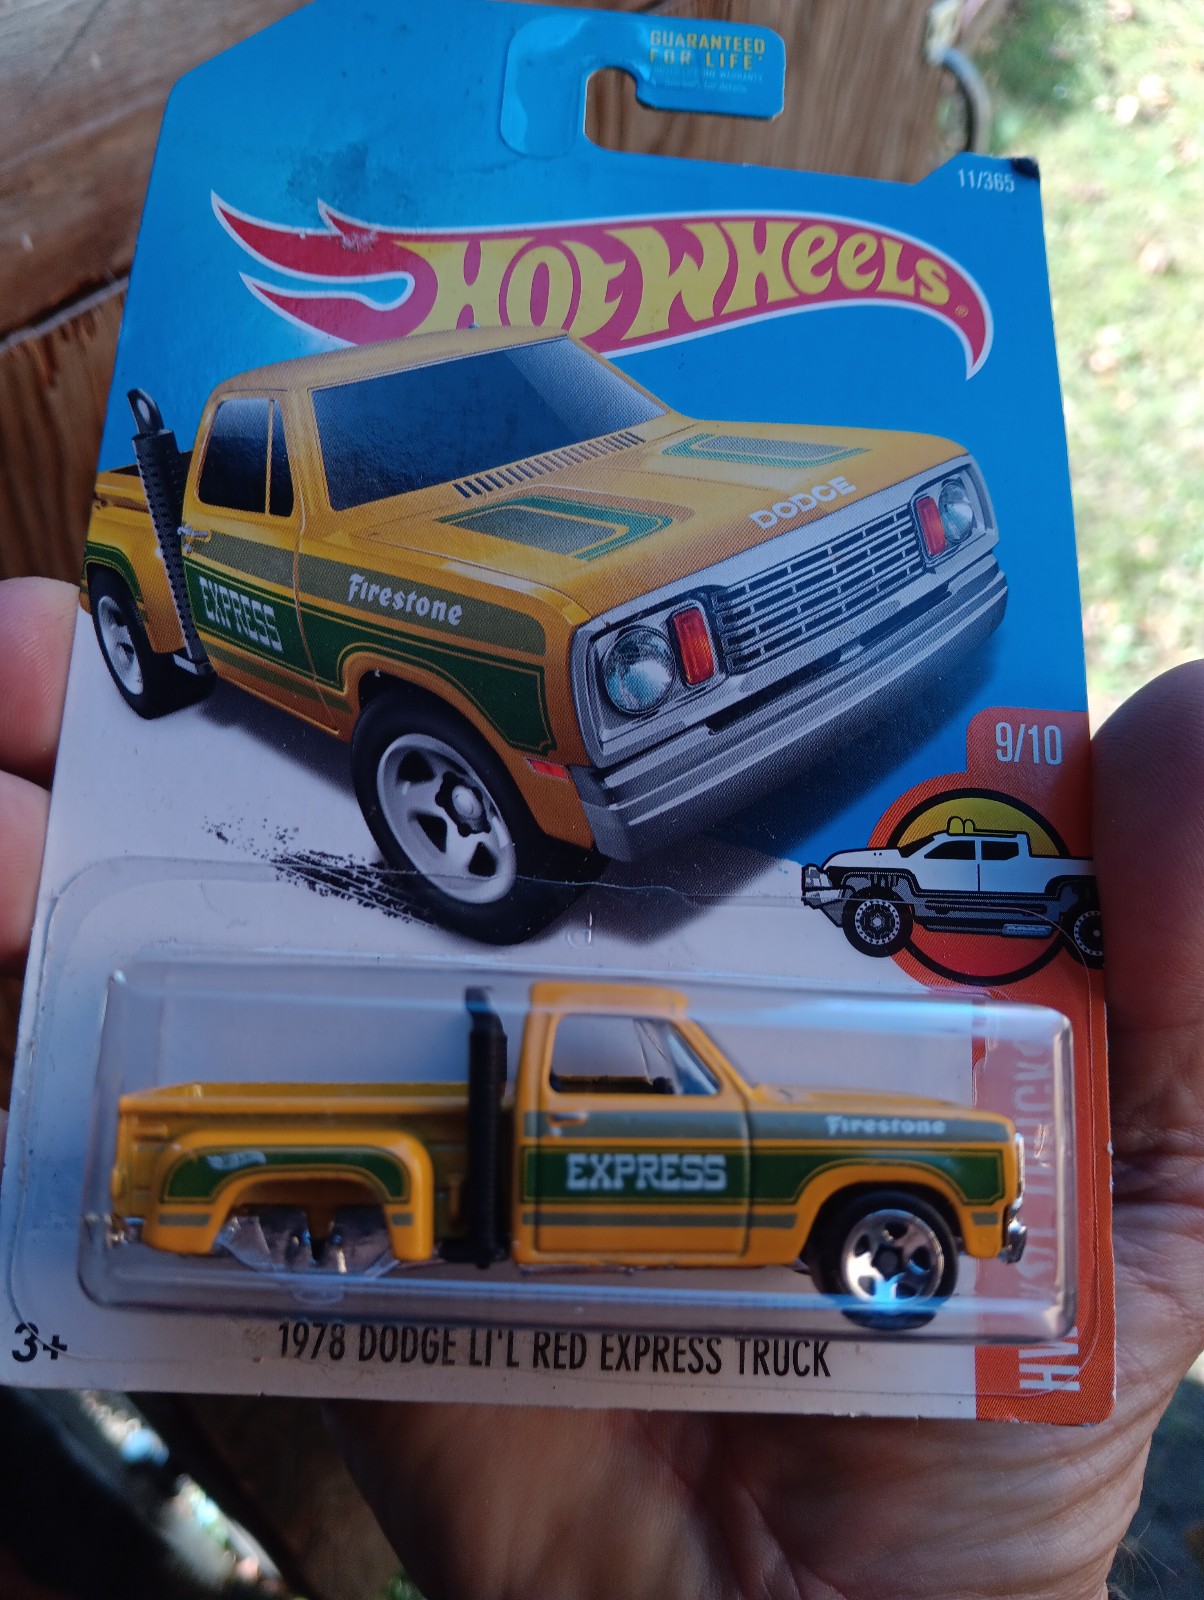 GUARANTEED
FOR LIFE*
11/365
HOT WHEELS®
DODGE
Firestone
EXPRESS
9/10
Firestone
EXPRESS
3+
1978 DODGE LI'L RED EXPRESS TRUCK